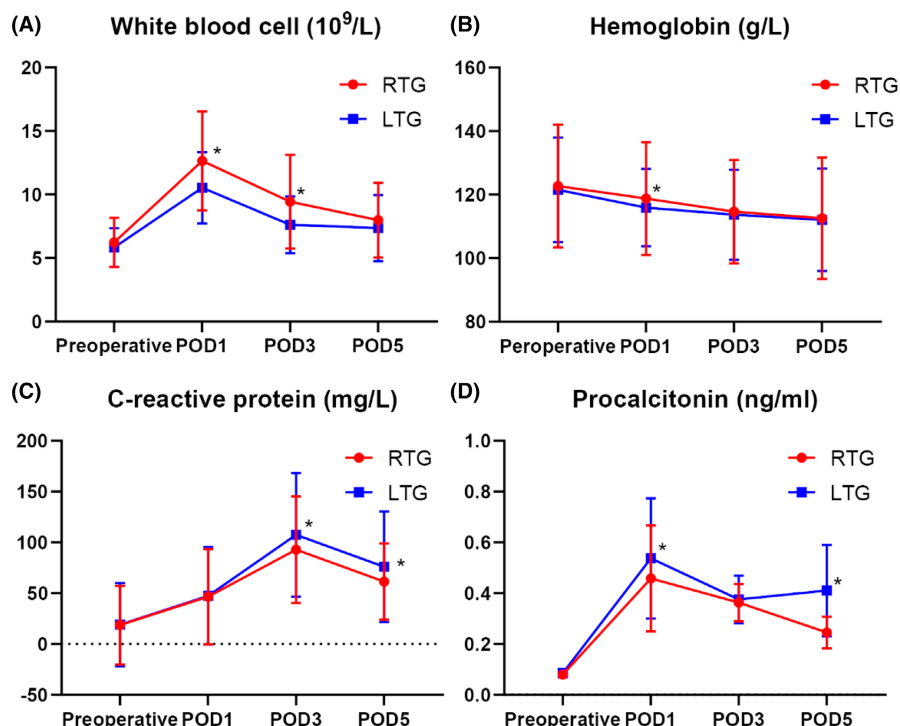 (A) White blood cell (10⁹/L)
20
15
10
5
0
RTG
LTG
*
*
Preoperative POD1 POD3 POD5
(B) Hemoglobin (g/L)
160
140
120
100
80
RTG
LTG
*
Peroperative POD1 POD3 POD5
(C) C-reactive protein (mg/L)
200
150
100
50
0
-50
RTG
LTG
*
*
Preoperative POD1 POD3 POD5
(D) Procalcitonin (ng/ml)
1.0
0.8
0.6
0.4
0.2
0.0
RTG
LTG
*
*
Preoperative POD1 POD3 POD5